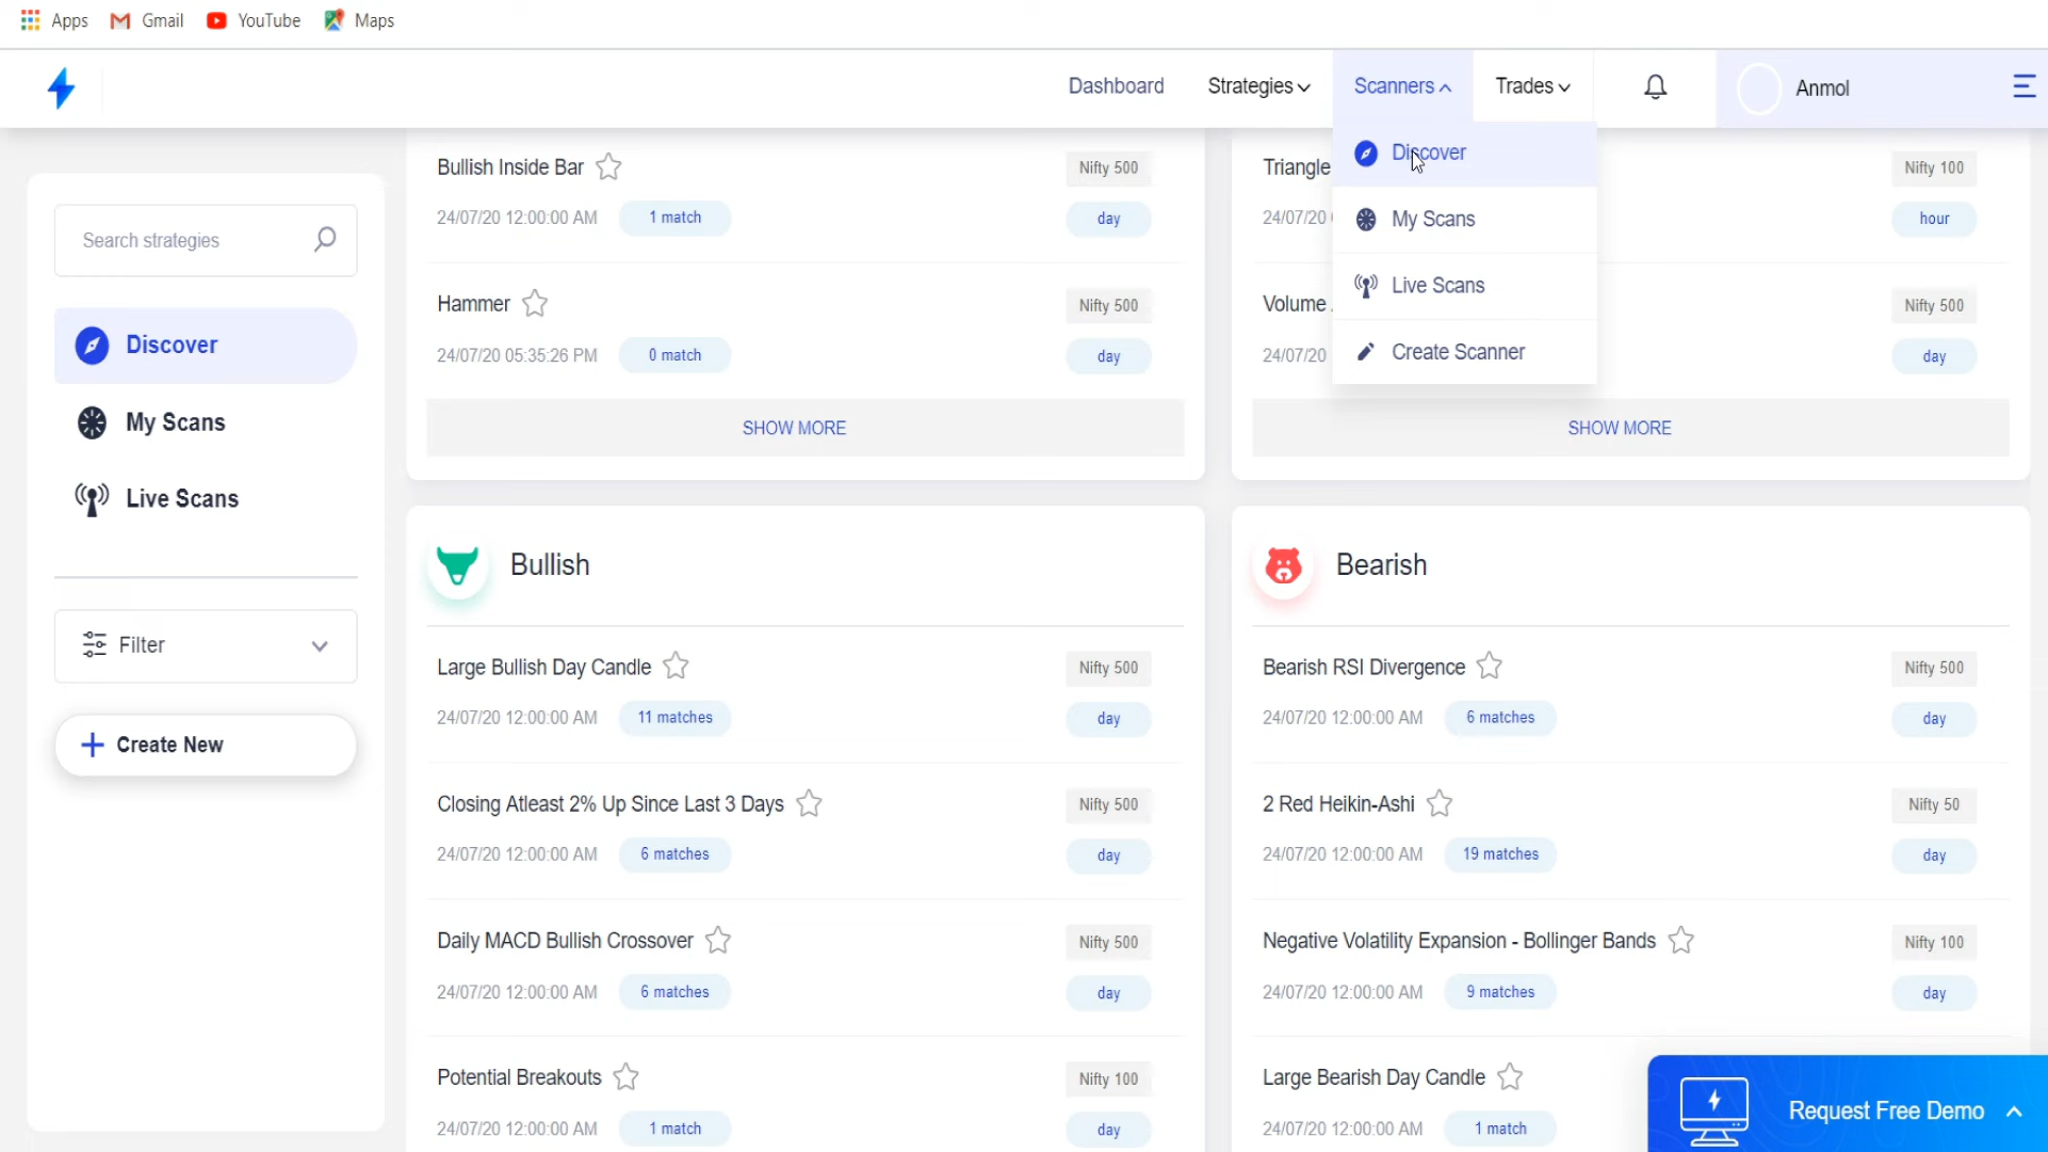 Apps Gmail YouTube Maps
Dashboard Strategies Scanners Trades Anmol
Discover
My Scans
Live Scans
Create Scanner
Search strategies
Discover
My Scans
Live Scans
Filter
Create New
Bullish Inside Bar Nifty 500
24/07/20 12:00:00 AM 1 match day
Hammer Nifty 500
24/07/20 05:35:26 PM 0 match day
SHOW MORE
Triangle Nifty 100
24/07/20 hour
Volume Nifty 500
24/07/20 day
SHOW MORE
Bullish
Large Bullish Day Candle Nifty 500
24/07/20 12:00:00 AM 11 matches day
Closing Atleast 2% Up Since Last 3 Days Nifty 500
24/07/20 12:00:00 AM 6 matches day
Daily MACD Bullish Crossover Nifty 500
24/07/20 12:00:00 AM 6 matches day
Potential Breakouts Nifty 100
24/07/20 12:00:00 AM 1 match day
Bearish
Bearish RSI Divergence Nifty 500
24/07/20 12:00:00 AM 6 matches day
2 Red Heikin-Ashi Nifty 50
24/07/20 12:00:00 AM 19 matches day
Negative Volatility Expansion - Bollinger Bands Nifty 100
24/07/20 12:00:00 AM 9 matches day
Large Bearish Day Candle
24/07/20 12:00:00 AM 1 match
Request Free Demo